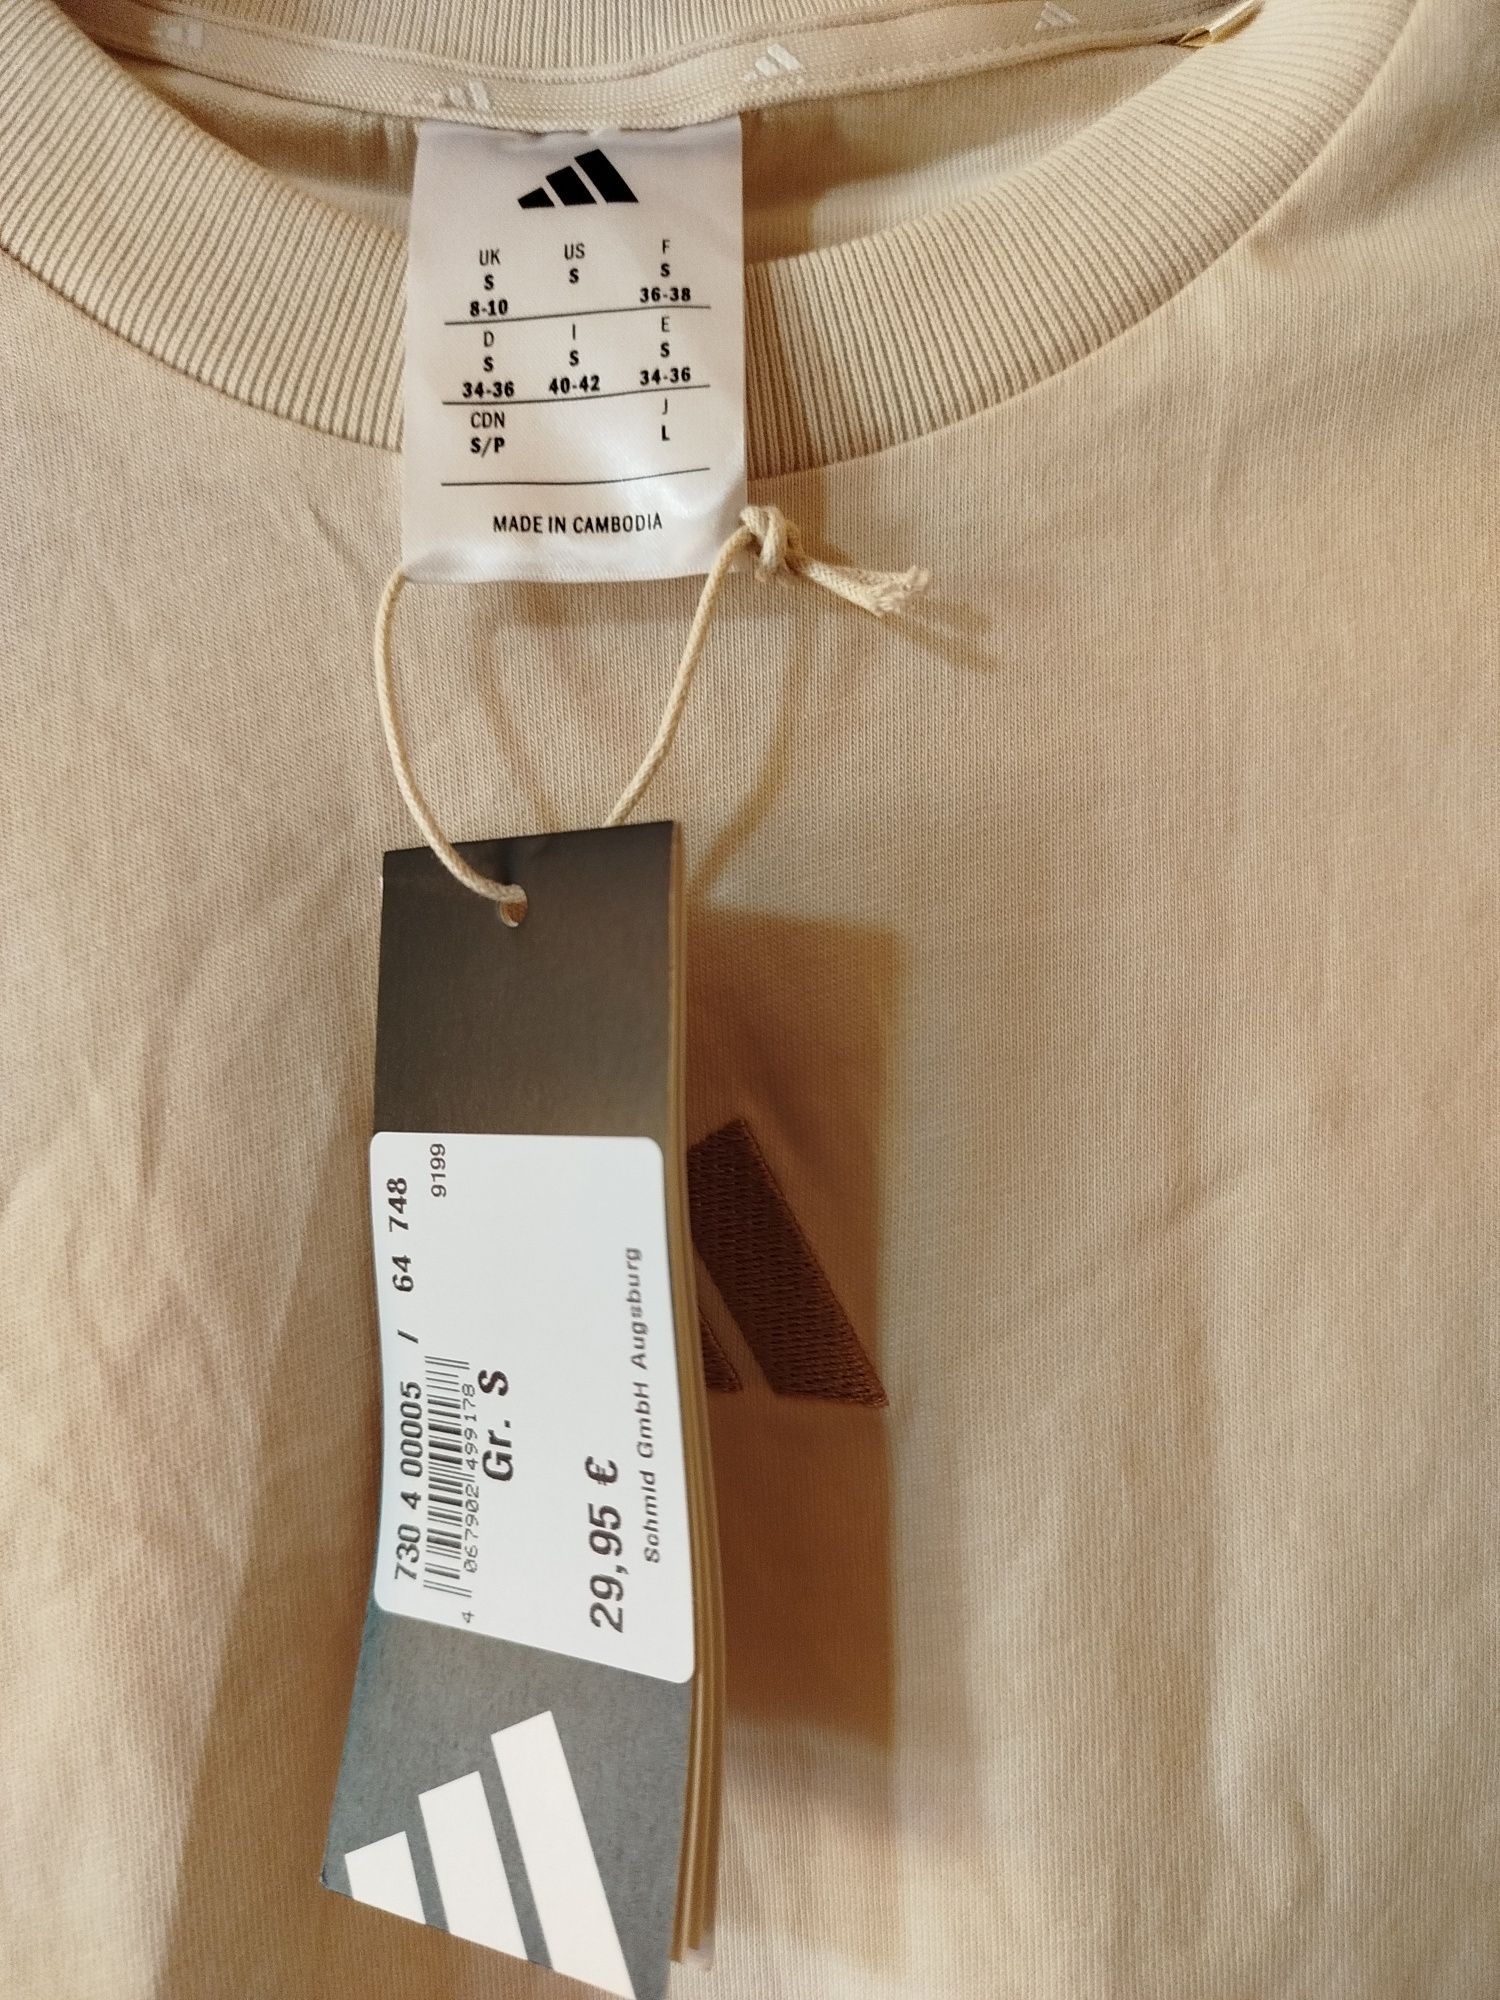 UK US F
S S S
8-10 36-38
D I E
S S S
34-36 40-42 34-36
CDN J
S/P L
MADE IN CAMBODIA
9199
730 4 00005 / 64 748
4 067902 499178
Gr. S
29,95 €
Schmid GmbH Augsburg